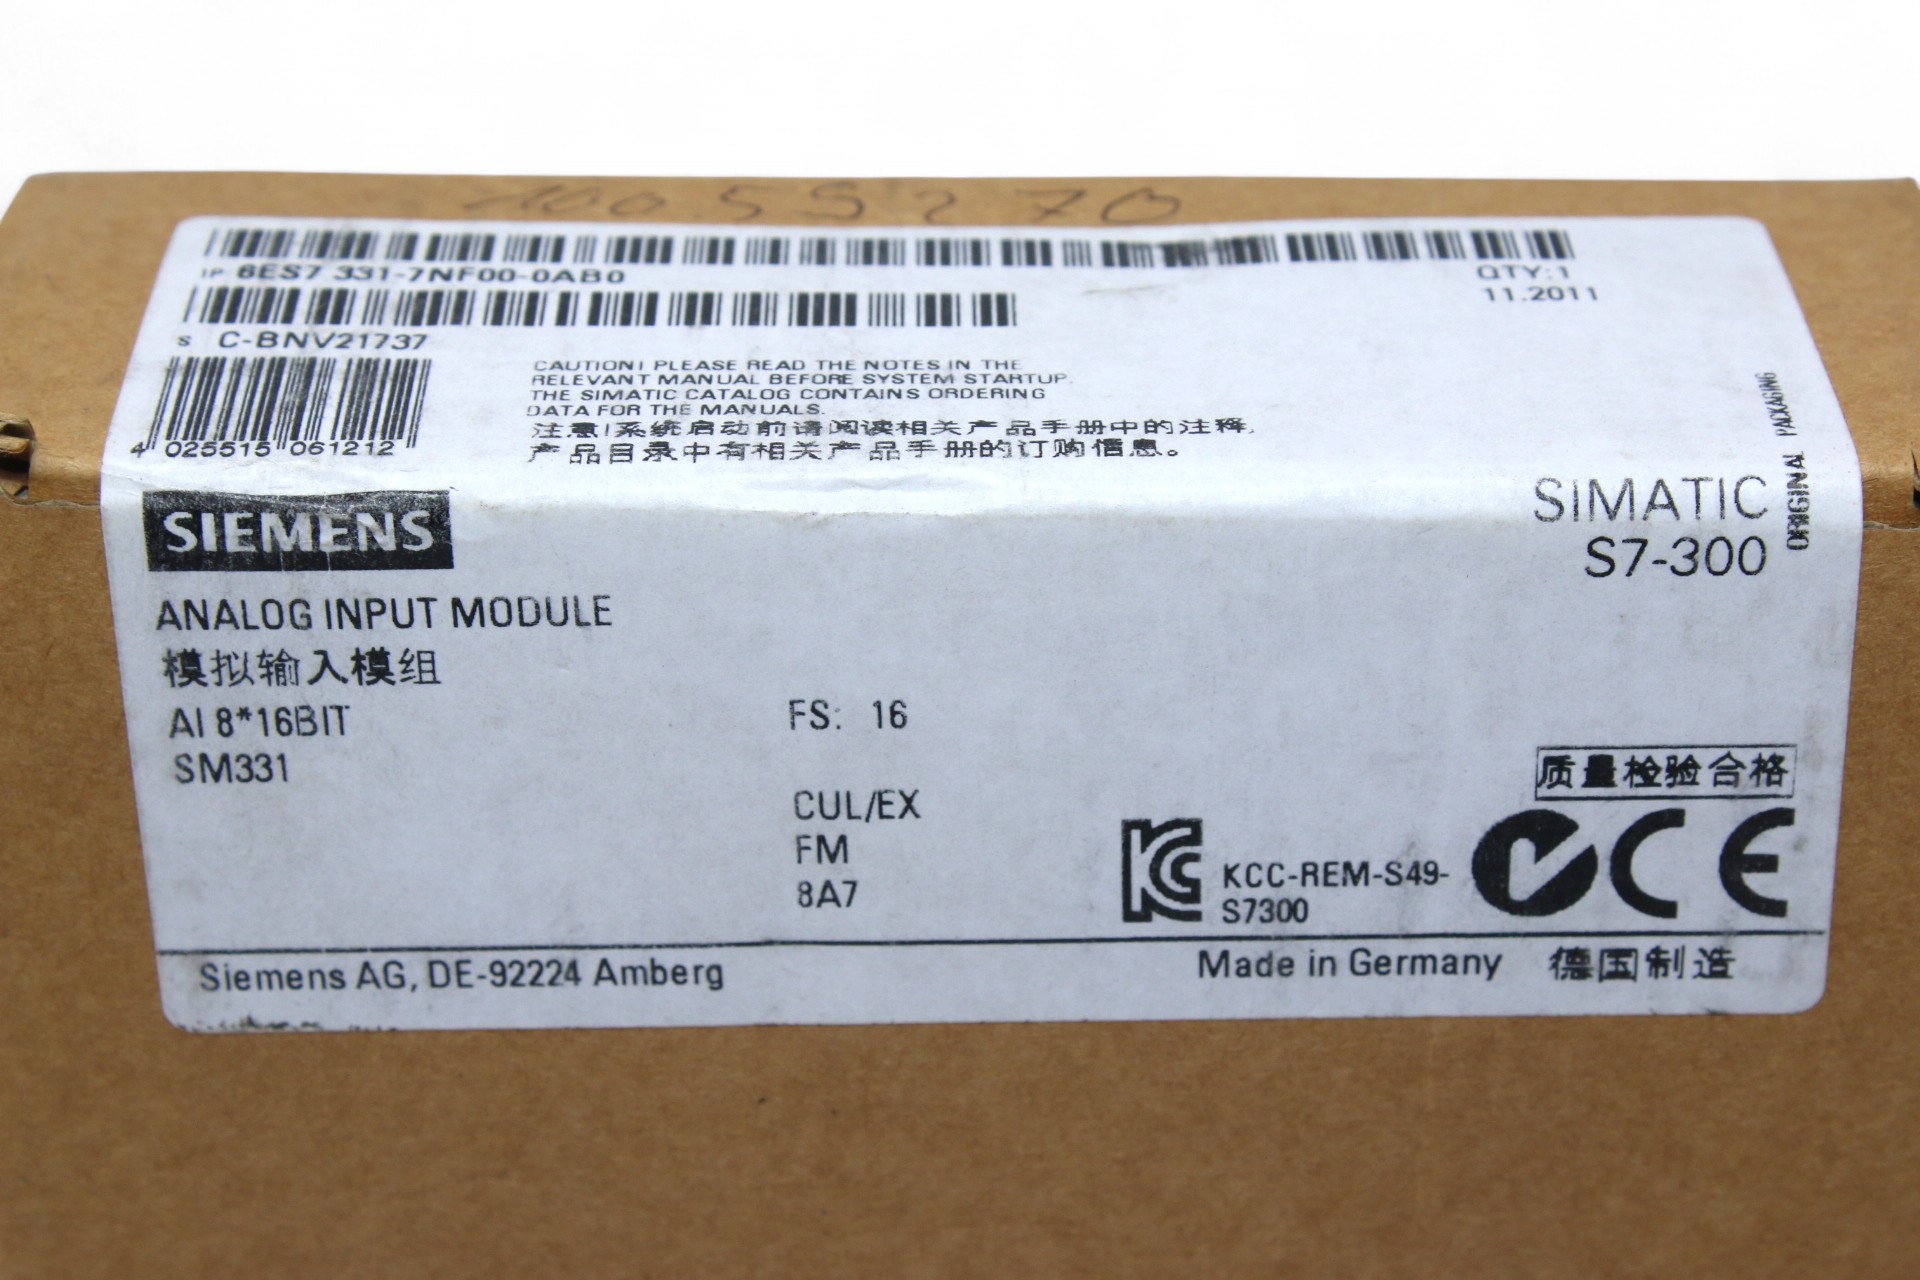 10055270
1P 6ES7 331-7NF00-0AB0
QTY:1
11.2011
S C-BNV21737
4 025515 061212
CAUTION! PLEASE READ THE NOTES IN THE
RELEVANT MANUAL BEFORE SYSTEM STARTUP.
THE SIMATIC CATALOG CONTAINS ORDERING
DATA FOR THE MANUALS.
注意!系统启动前请阅读相关产品手册中的注释,
产品目录中有相关产品手册的订购信息。
ORIGINAL PACKAGING
SIEMENS
SIMATIC
S7-300
ANALOG INPUT MODULE
模拟输入模组
AI 8*16BIT
FS: 16
SM331
CUL/EX
FM
8A7
质量检验合格
KCC-REM-S49-
S7300
CE
Siemens AG, DE-92224 Amberg
Made in Germany 德国制造